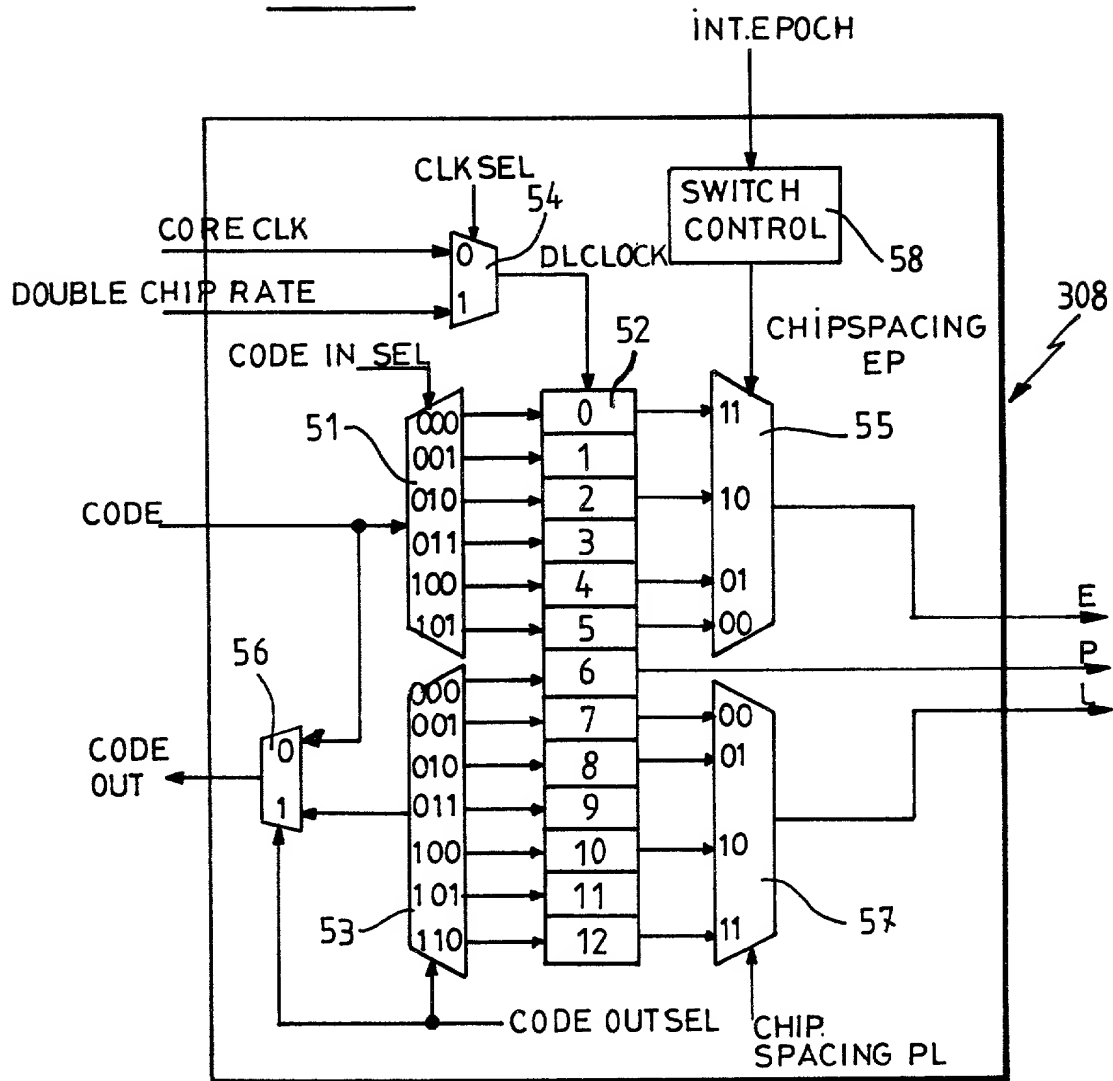 INT.EPOCH
CLKSEL
54
SWITCH
CONTROL
58
CORE CLK
0
DLCLOCK
DOUBLE CHIP RATE
1
308
CHIPSPACING
EP
CODE IN SEL
52
51
000
0
11
55
001
1
010
2
10
CODE
011
3
100
4
01
E
101
5
00
P
56
000
6
L
001
7
00
CODE
OUT
0
010
8
01
1
011
9
100
10
10
101
11
53
57
110
12
11
CODE OUTSEL
CHIP.
SPACING PL